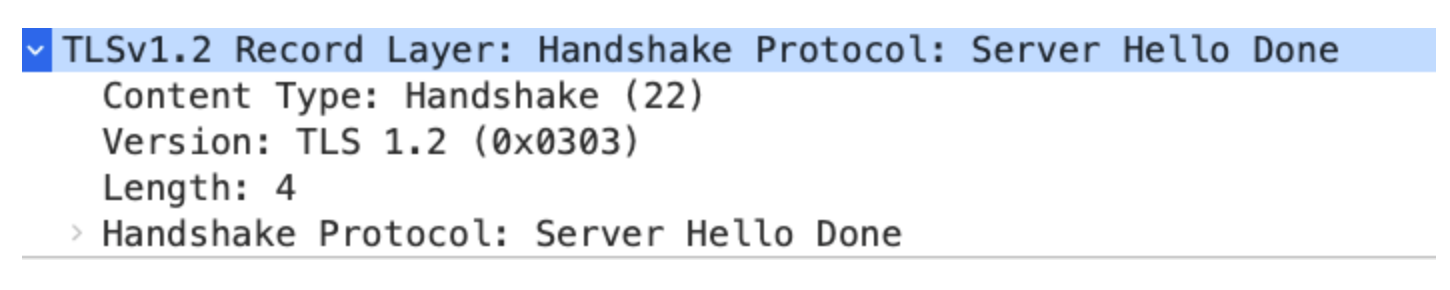 TLSv1.2 Record Layer: Handshake Protocol: Server Hello Done
Content Type: Handshake (22)
Version: TLS 1.2 (0x0303)
Length: 4
Handshake Protocol: Server Hello Done